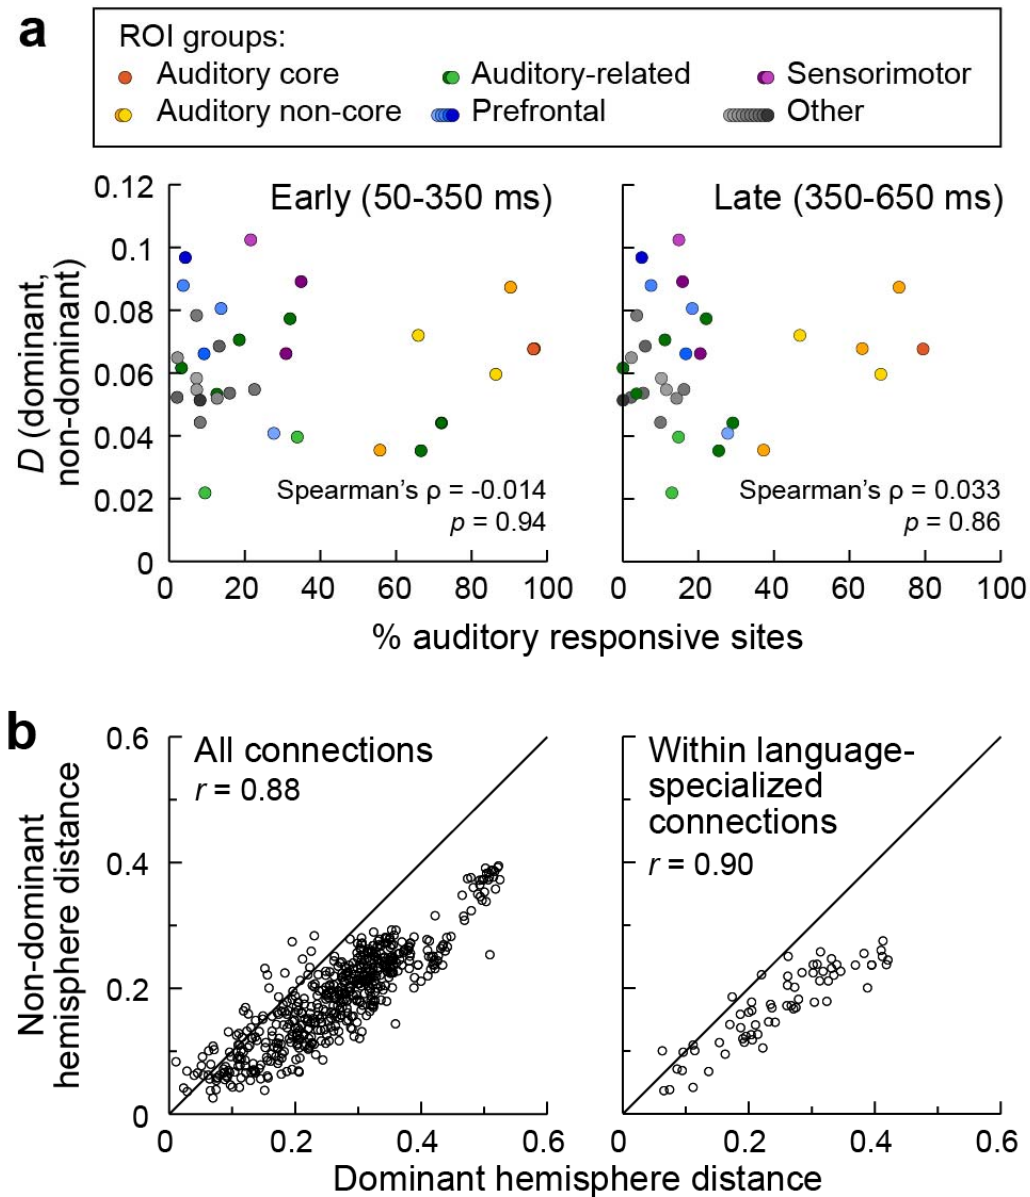 a
ROI groups:
Auditory core
Auditory-related
Sensorimotor
Auditory non-core
Prefrontal
Other
D (dominant,
non-dominant)
0.12
0.1
0.08
0.06
0.04
0.02
0
Early (50-350 ms)
Spearman's ρ = -0.014
p = 0.94
0 20 40 60 80 100
Late (350-650 ms)
Spearman's ρ = 0.033
p = 0.86
0 20 40 60 80 100
% auditory responsive sites
b
Non-dominant
hemisphere distance
0.6
0.4
0.2
0
All connections
r = 0.88
0 0.2 0.4 0.6
Within language-
specialized
connections
r = 0.90
0 0.2 0.4 0.6
Dominant hemisphere distance